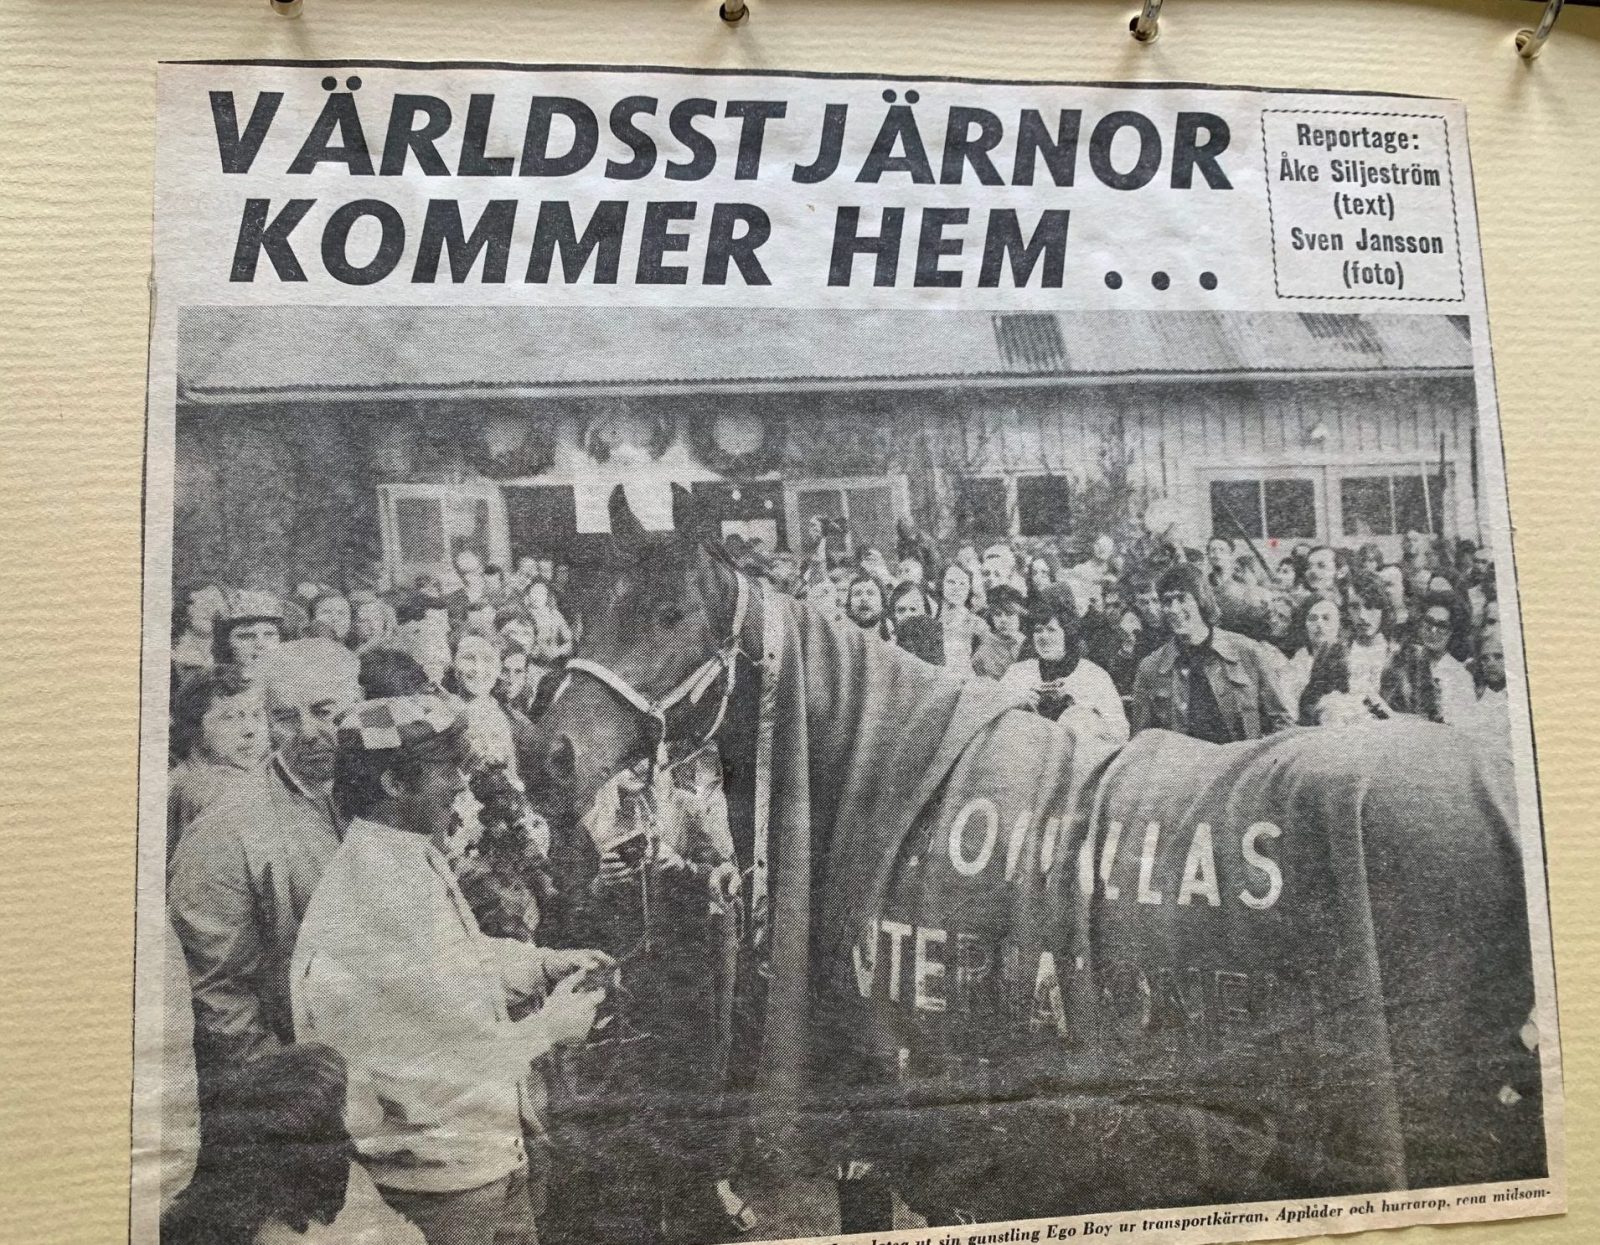 VÄRLDSSTJÄRNOR
KOMMER HEM...
Reportage:
Åke Siljeström
(text)
Sven Jansson
(foto)
LLAS
ut sin gunstling Ego Boy ur transportkärran. Applåder och hurrarop, rena midsom-